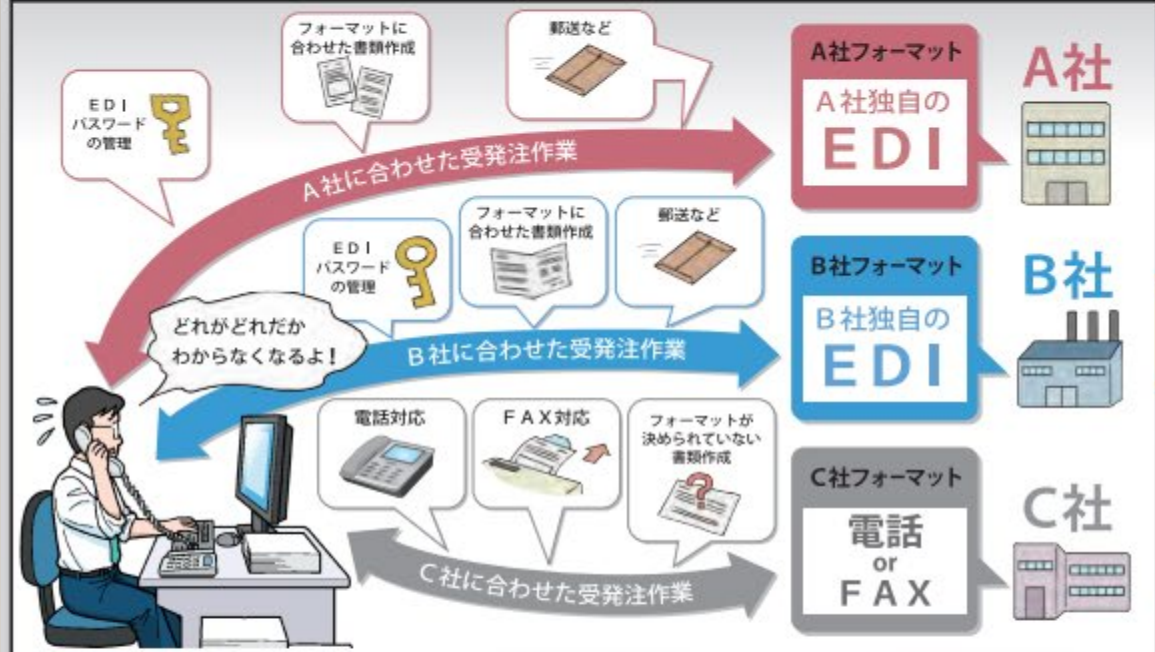 フォーマットに
合わせた書類作成
郵送など
EDI
パスワード
の管理
A社に合わせた受発注作業
A社フォーマット
A社独自の
EDI
A社
EDI
パスワード
の管理
フォーマットに
合わせた書類作成
郵送など
どれがどれだか
わからなくなるよ!
B社に合わせた受発注作業
B社フォーマット
B社独自の
EDI
B社
電話対応
FAX対応
フォーマットが
決められていない
書類作成
?
C社に合わせた受発注作業
C社フォーマット
電話
or
FAX
C社